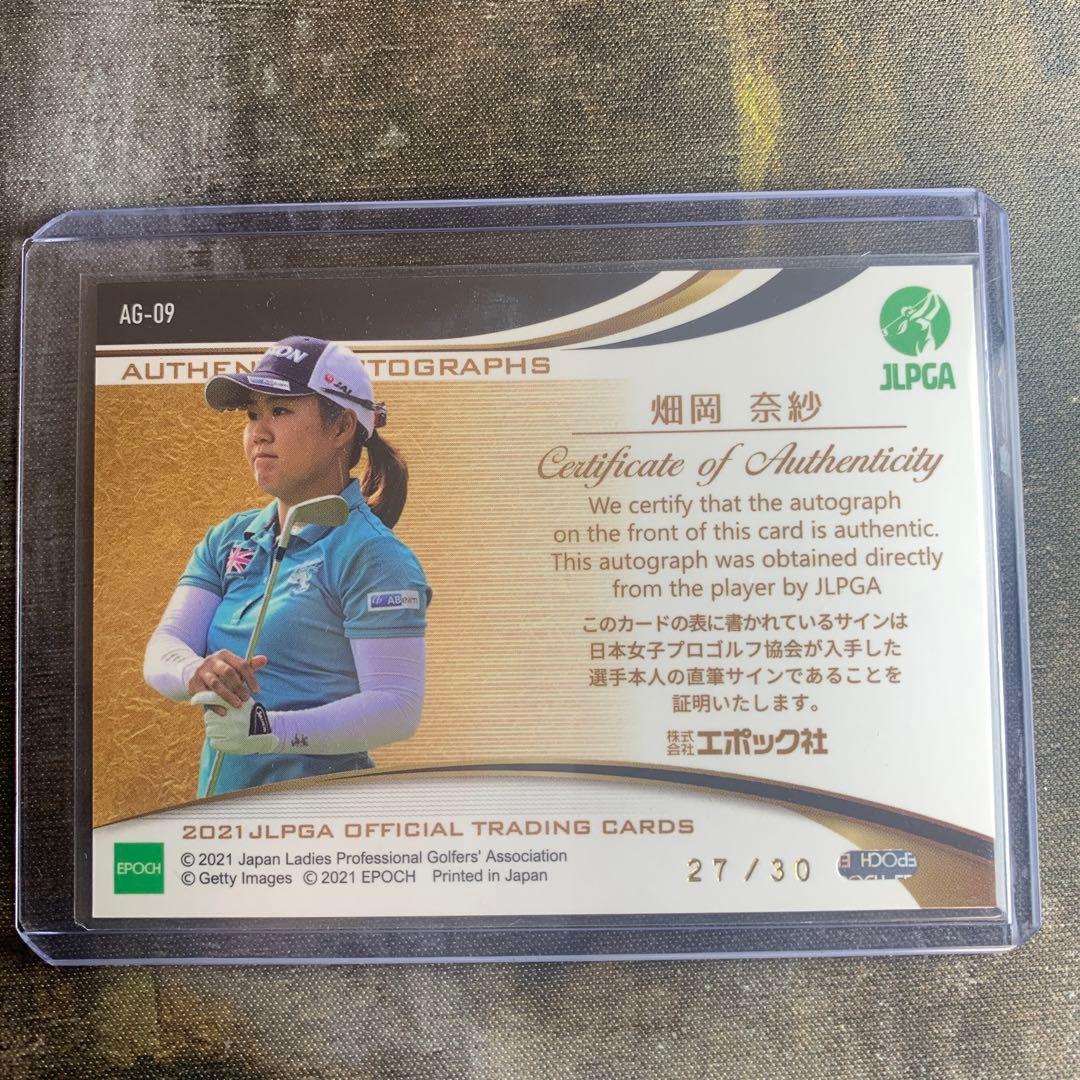 AG-09
AUTHEN TOGRAPHS
JLPGA
畑岡 奈紗
Certificate of Authenticity
We certify that the autograph
on the front of this card is authentic.
This autograph was obtained directly
from the player by JLPGA
このカードの表に書かれているサインは
日本女子プロゴルフ協会が入手した
選手本人の直筆サインであることを
証明いたします。
株式会社エポック社
XION
JAL
ABeam
2021 JLPGA OFFICIAL TRADING CARDS
EPOCH
© 2021 Japan Ladies Professional Golfers' Association
© Getty Images © 2021 EPOCH Printed in Japan
27/30
EPOCH